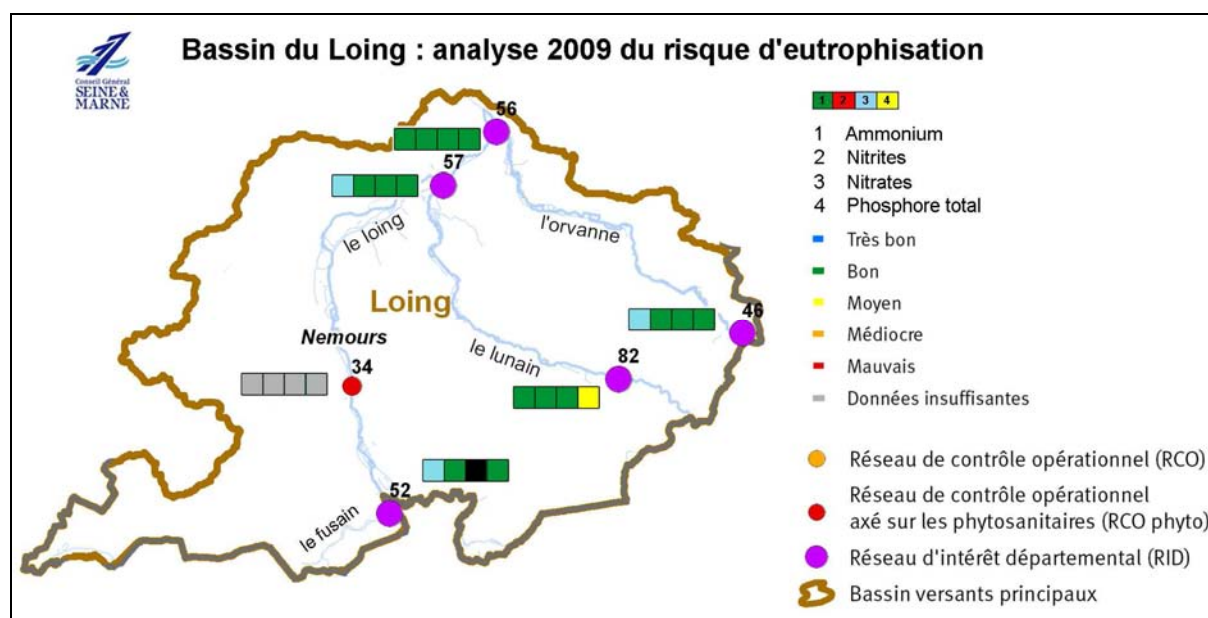 Bassin du Loing : analyse 2009 du risque d'eutrophisation
Conseil Général
SEINE &
MARNE
1 2 3 4
1 Ammonium
2 Nitrites
3 Nitrates
4 Phosphore total
Très bon
Bon
Moyen
Médiocre
Mauvais
Données insuffisantes
Réseau de contrôle opérationnel (RCO)
Réseau de contrôle opérationnel
axé sur les phytosanitaires (RCO phyto)
Réseau d'intérêt départemental (RID)
Bassin versants principaux
56
57
le loing
l'orvanne
Loing
46
Nemours
34
le lunain
82
52
le fusain